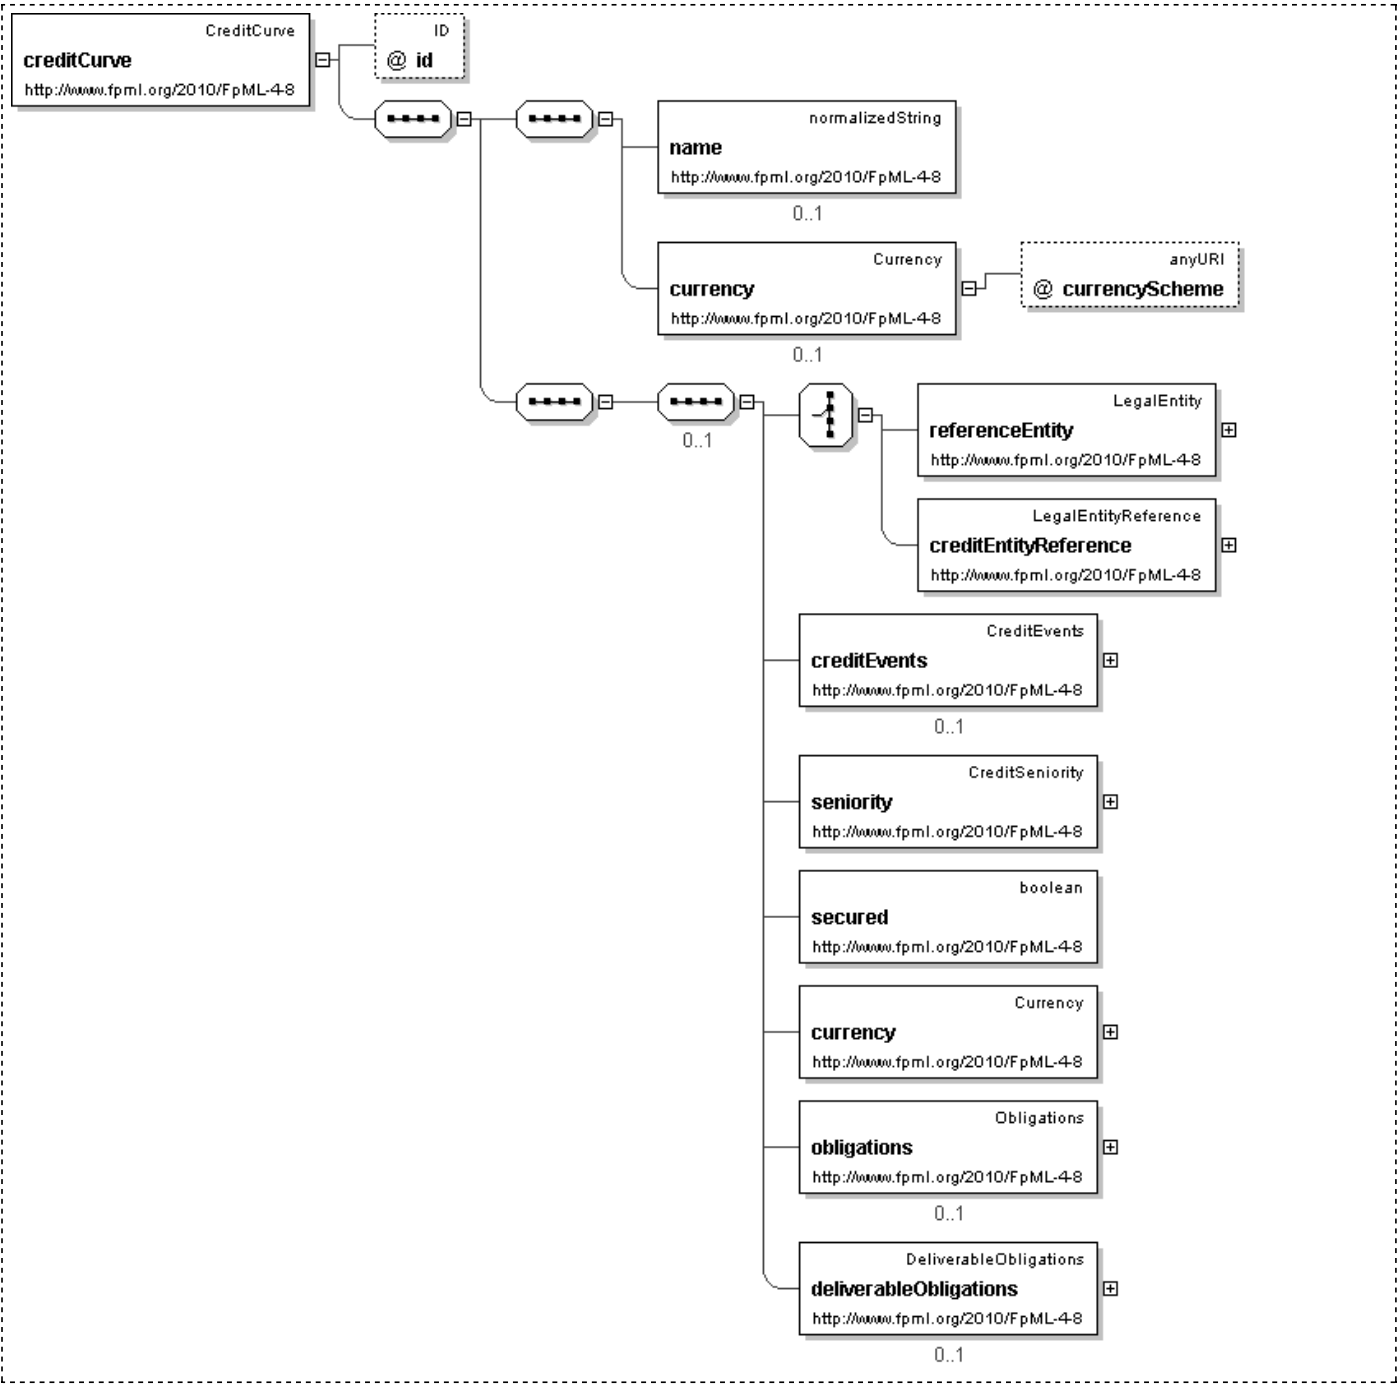 CreditCurve
creditCurve
http://www.fpml.org/2010/FpML-4-8
ID
@ id
normalizedString
name
http://www.fpml.org/2010/FpML-4-8
0..1
Currency
currency
http://www.fpml.org/2010/FpML-4-8
0..1
anyURI
@ currencyScheme
0..1
LegalEntity
referenceEntity
http://www.fpml.org/2010/FpML-4-8
LegalEntityReference
creditEntityReference
http://www.fpml.org/2010/FpML-4-8
CreditEvents
creditEvents
http://www.fpml.org/2010/FpML-4-8
0..1
CreditSeniority
seniority
http://www.fpml.org/2010/FpML-4-8
boolean
secured
http://www.fpml.org/2010/FpML-4-8
Currency
currency
http://www.fpml.org/2010/FpML-4-8
Obligations
obligations
http://www.fpml.org/2010/FpML-4-8
0..1
DeliverableObligations
deliverableObligations
http://www.fpml.org/2010/FpML-4-8
0..1